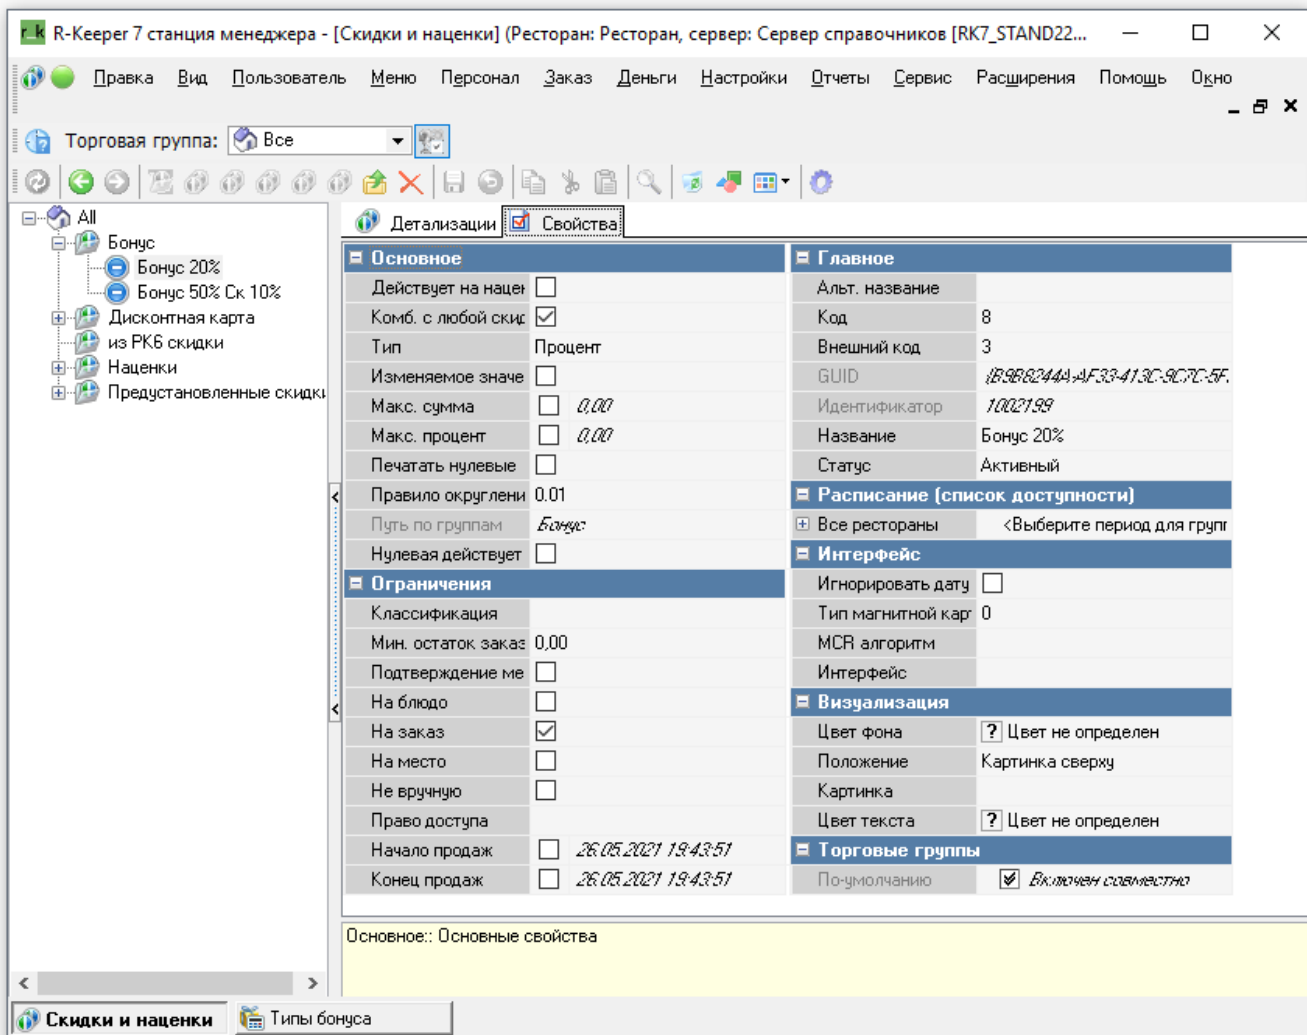 R-Keeper 7 станция менеджера - [Скидки и наценки] (Ресторан: Ресторан, сервер: Сервер справочников [RK7_STAND22...
Правка Вид Пользователь Меню Персонал Заказ Деньги Настройки Отчеты Сервис Расширения Помощь Окно
Торговая группа: Все
All
Бонус
Бонус 20%
Бонус 50% Ск 10%
Дисконтная карта
из РК6 скидки
Наценки
Предустановленные скидки
Детализации Свойства
Основное
Действует на нацен
Комб. с любой скид
Тип Процент
Изменяемое значе
Макс. сумма 0,00
Макс. процент 0,00
Печатать нулевые
Правило округлени 0.01
Путь по группам Бонус
Нулевая действует
Ограничения
Классификация
Мин. остаток заказ 0,00
Подтверждение ме
На блюдо
На заказ
На место
Не вручную
Право доступа
Начало продаж 26.05.2021 19:43:51
Конец продаж 26.05.2021 19:43:51
Главное
Альт. название
Код 8
Внешний код 3
GUID {B9B8244A-AF33-413C-9C7C-5F.
Идентификатор 1002199
Название Бонус 20%
Статус Активный
Расписание (список доступности)
Все рестораны <Выберите период для групп
Интерфейс
Игнорировать дату
Тип магнитной карт 0
MCR алгоритм
Интерфейс
Визуализация
Цвет фона ? Цвет не определен
Положение Картинка сверху
Картинка
Цвет текста ? Цвет не определен
Торговые группы
По-умолчанию Включен совместно
Основное:: Основные свойства
Скидки и наценки Типы бонуса